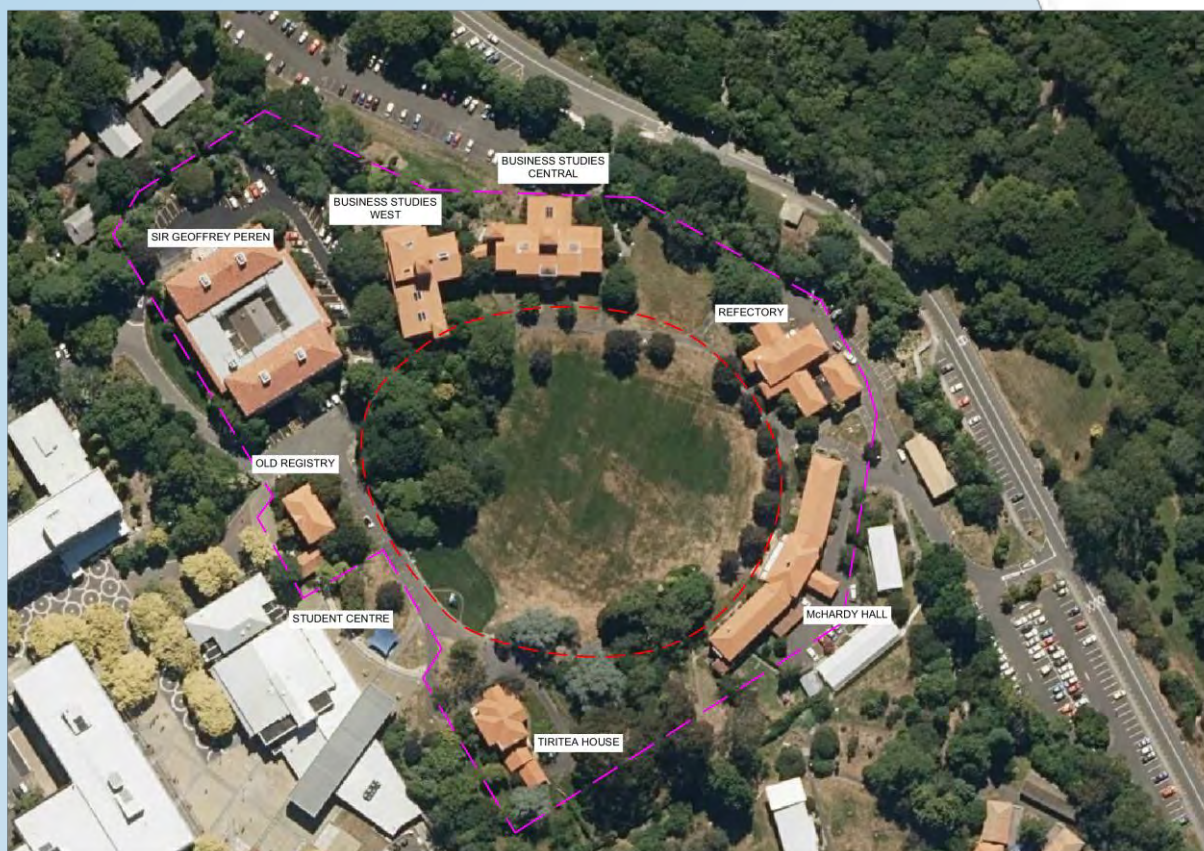 BUSINESS STUDIES
CENTRAL
BUSINESS STUDIES
WEST
SIR GEOFFREY PEREN
REFECTORY
OLD REGISTRY
STUDENT CENTRE
McHARDY HALL
TIRITEA HOUSE